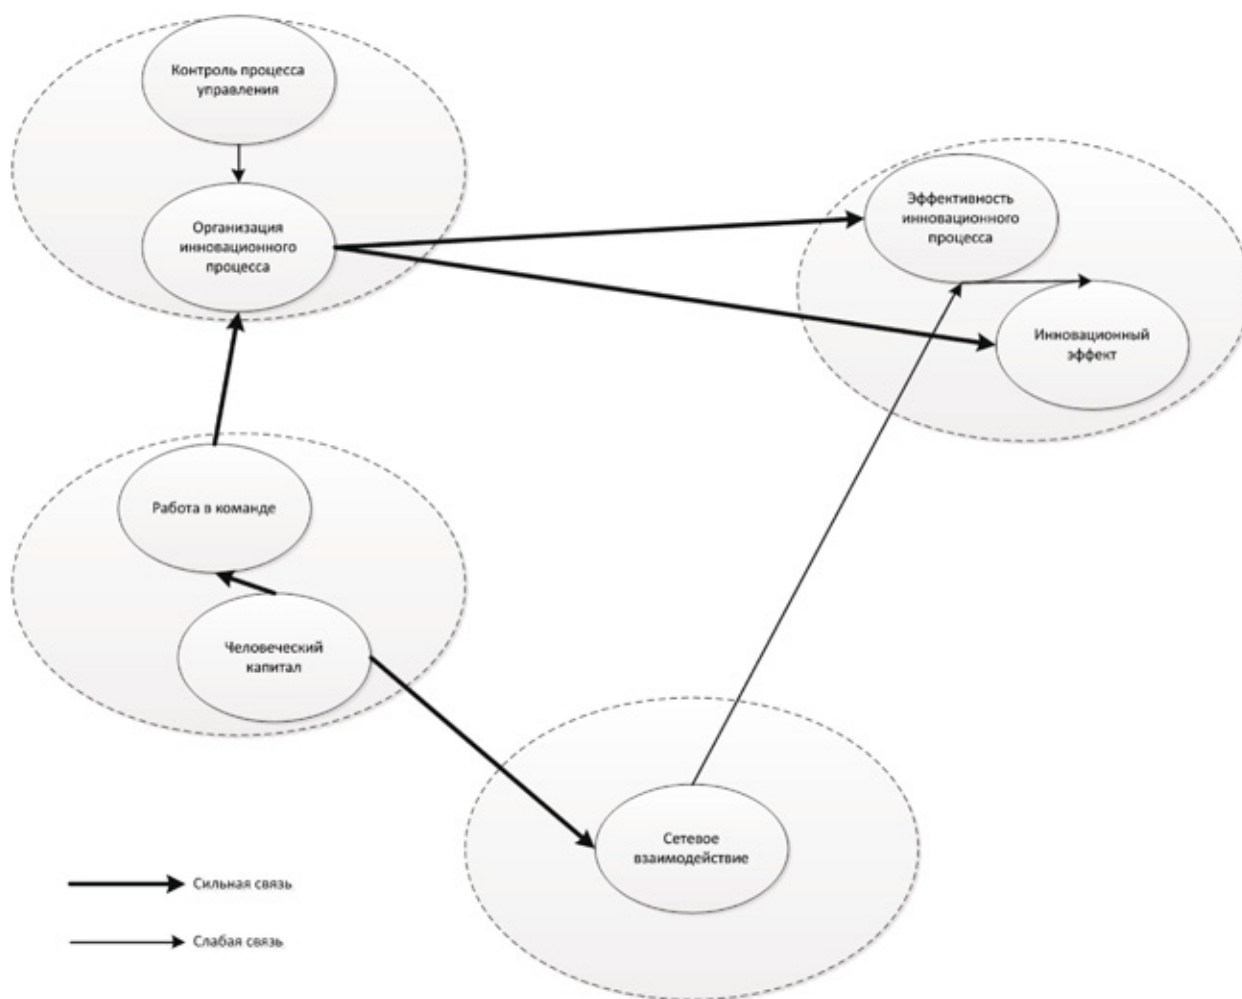 Контроль процесса
управления
Организация
инновационного
процесса
Эффективность
инновационного
процесса
Инновационный
эффект
Работа в команде
Человеческий
капитал
Сетевое
взаимодействие
Сильная связь
Слабая связь